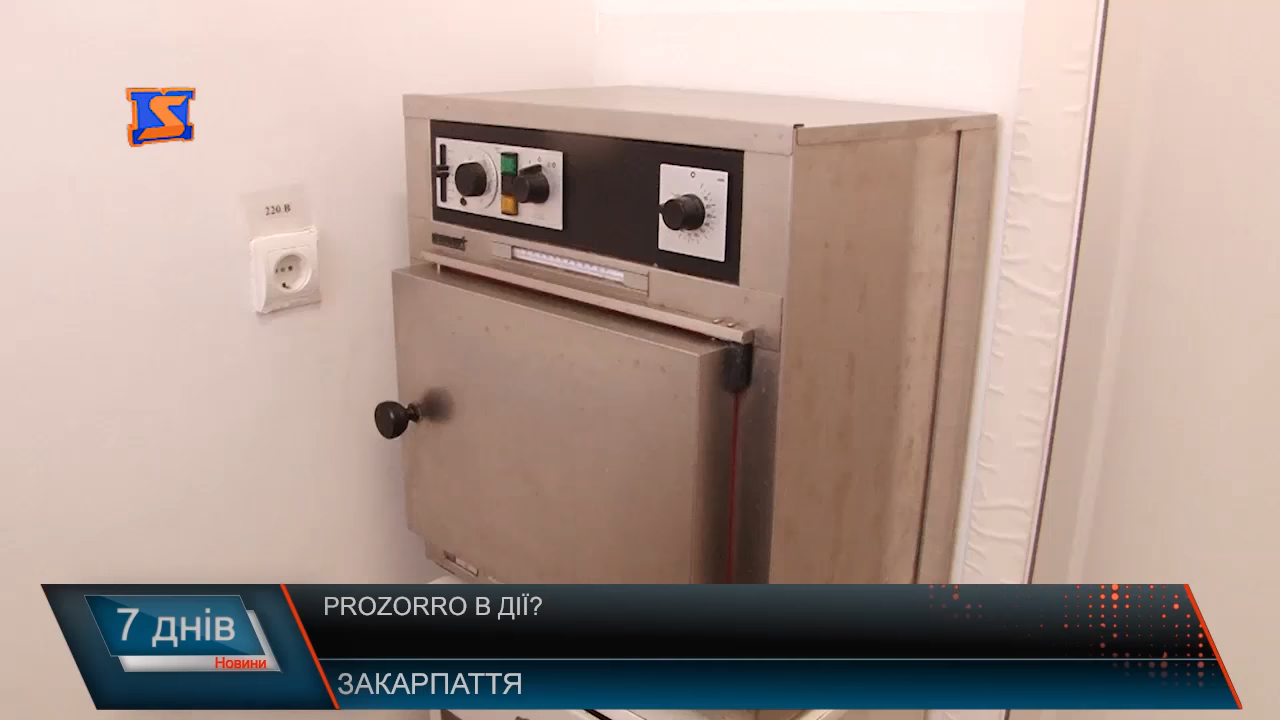 220 В
PROZORRO В ДІЇ?
7 днів
Новини
ЗАКАРПАТТЯ